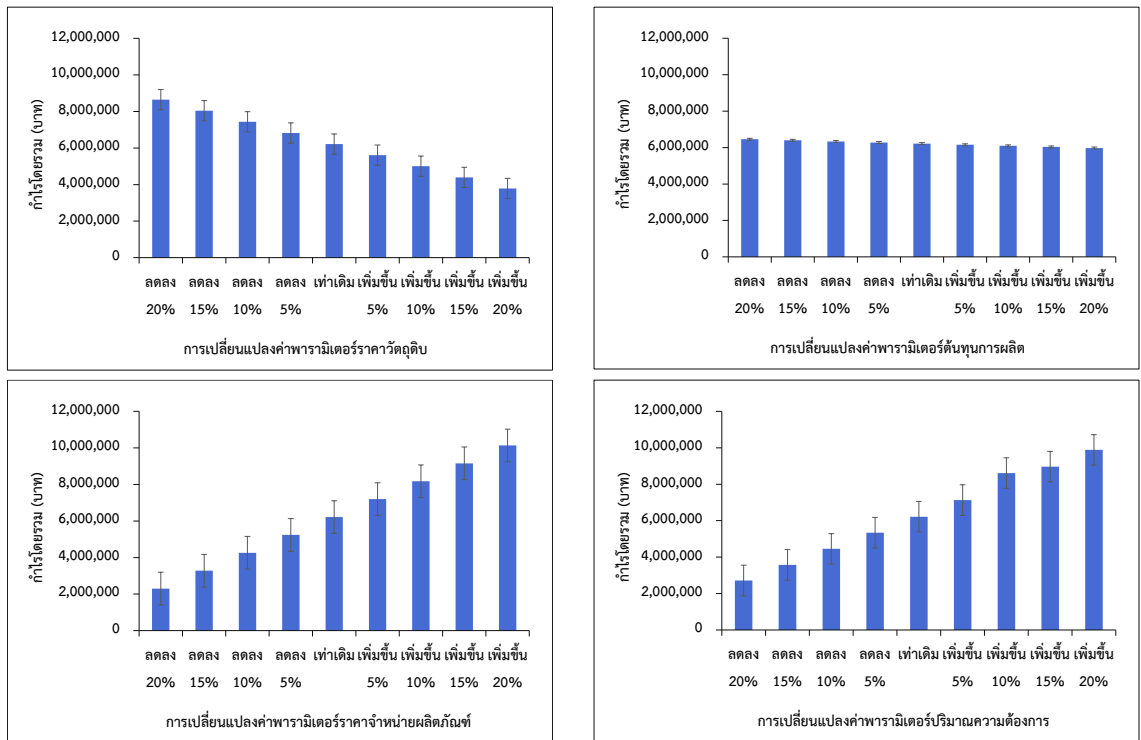 12,000,000
10,000,000
8,000,000
6,000,000
4,000,000
2,000,000
0
กำไรโดยรวม (บาท)
ลดลง ลดลง ลดลง ลดลง เท่าเดิม เพิ่มขึ้น เพิ่มขึ้น เพิ่มขึ้น เพิ่มขึ้น
20% 15% 10% 5% 5% 10% 15% 20%
การเปลี่ยนแปลงค่าพารามิเตอร์ราคาวัตถุดิบ
12,000,000
10,000,000
8,000,000
6,000,000
4,000,000
2,000,000
0
กำไรโดยรวม (บาท)
ลดลง ลดลง ลดลง ลดลง เท่าเดิม เพิ่มขึ้น เพิ่มขึ้น เพิ่มขึ้น เพิ่มขึ้น
20% 15% 10% 5% 5% 10% 15% 20%
การเปลี่ยนแปลงค่าพารามิเตอร์ต้นทุนการผลิต
12,000,000
10,000,000
8,000,000
6,000,000
4,000,000
2,000,000
0
กำไรโดยรวม (บาท)
ลดลง ลดลง ลดลง ลดลง เท่าเดิม เพิ่มขึ้น เพิ่มขึ้น เพิ่มขึ้น เพิ่มขึ้น
20% 15% 10% 5% 5% 10% 15% 20%
การเปลี่ยนแปลงค่าพารามิเตอร์ราคาจำหน่ายผลิตภัณฑ์
12,000,000
10,000,000
8,000,000
6,000,000
4,000,000
2,000,000
0
กำไรโดยรวม (บาท)
ลดลง ลดลง ลดลง ลดลง เท่าเดิม เพิ่มขึ้น เพิ่มขึ้น เพิ่มขึ้น เพิ่มขึ้น
20% 15% 10% 5% 5% 10% 15% 20%
การเปลี่ยนแปลงค่าพารามิเตอร์ปริมาณความต้องการ